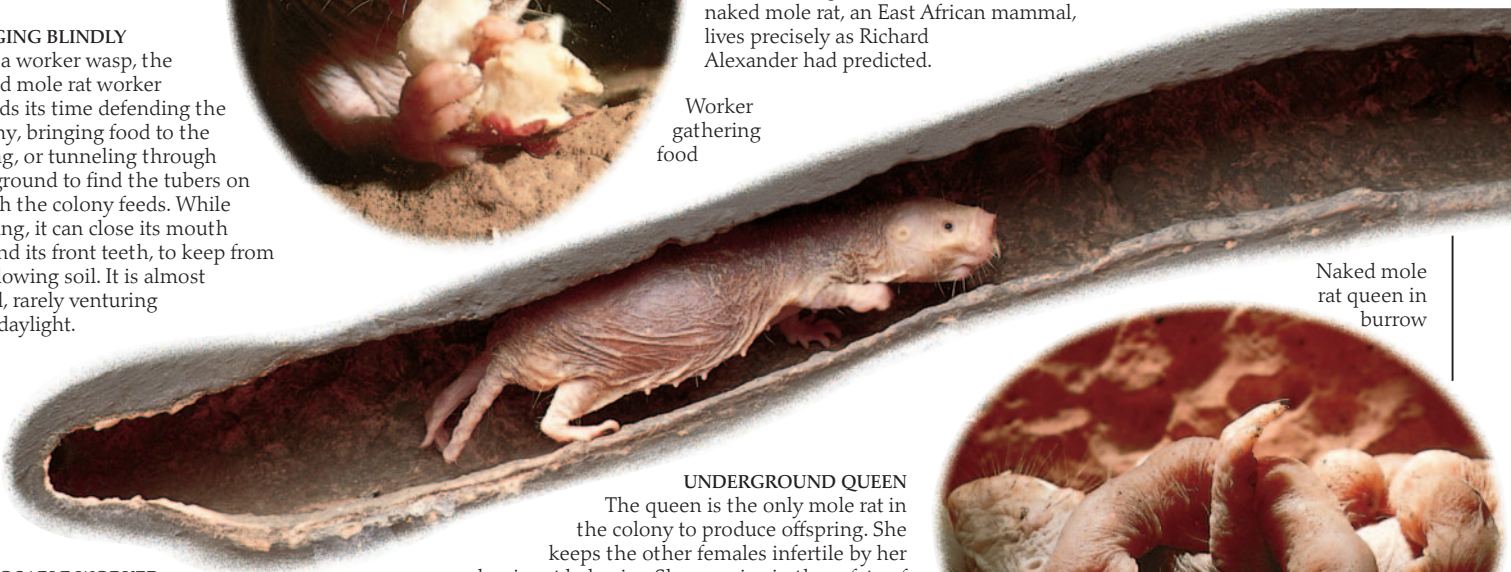 GING BLINDLY
a worker wasp, the
d mole rat worker
ds its time defending the
ny, bringing food to the
g, or tunneling through
ground to find the tubers on
h the colony feeds. While
ng, it can close its mouth
nd its front teeth, to keep from
lowing soil. It is almost
l, rarely venturing
daylight.
naked mole rat, an East African mammal,
lives precisely as Richard
Alexander had predicted.
Worker
gathering
food
Naked mole
rat queen in
burrow
UNDERGROUND QUEEN
The queen is the only mole rat in
the colony to produce offspring. She
keeps the other females infertile by her